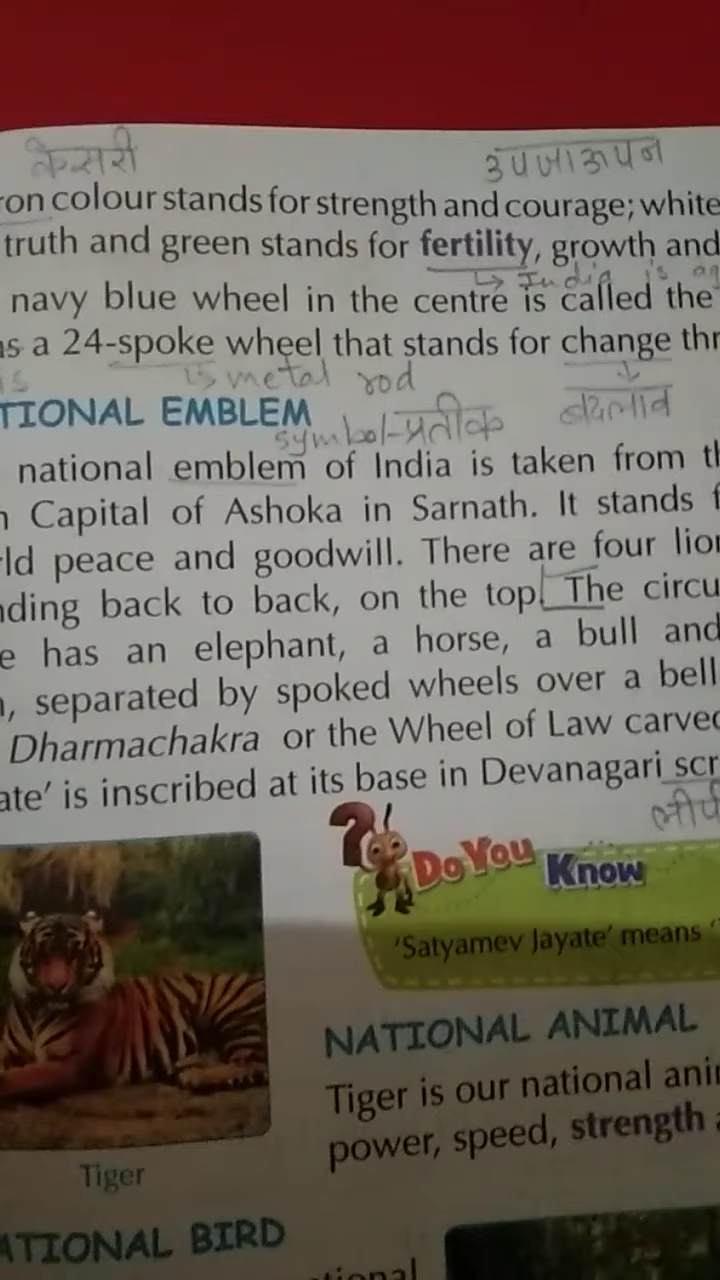 केसरी उपजाऊपन
on colour stands for strength and courage; white
truth and green stands for fertility, growth and
↳ India is ag
navy blue wheel in the centre is called the
s a 24-spoke wheel that stands for change thr
is is metal rod ↓
TIONAL EMBLEM बदलाव
symbol-प्रतीक
national emblem of India is taken from th
n Capital of Ashoka in Sarnath. It stands f
ld peace and goodwill. There are four lion
ding back to back, on the top. The circu
e has an elephant, a horse, a bull and
, separated by spoked wheels over a bell
Dharmachakra or the Wheel of Law carved
ate' is inscribed at its base in Devanagari scr
? Do You Know
'Satyamev Jayate' means '
NATIONAL ANIMAL
Tiger is our national ani
power, speed, strength
Tiger
ATIONAL BIRD
tional